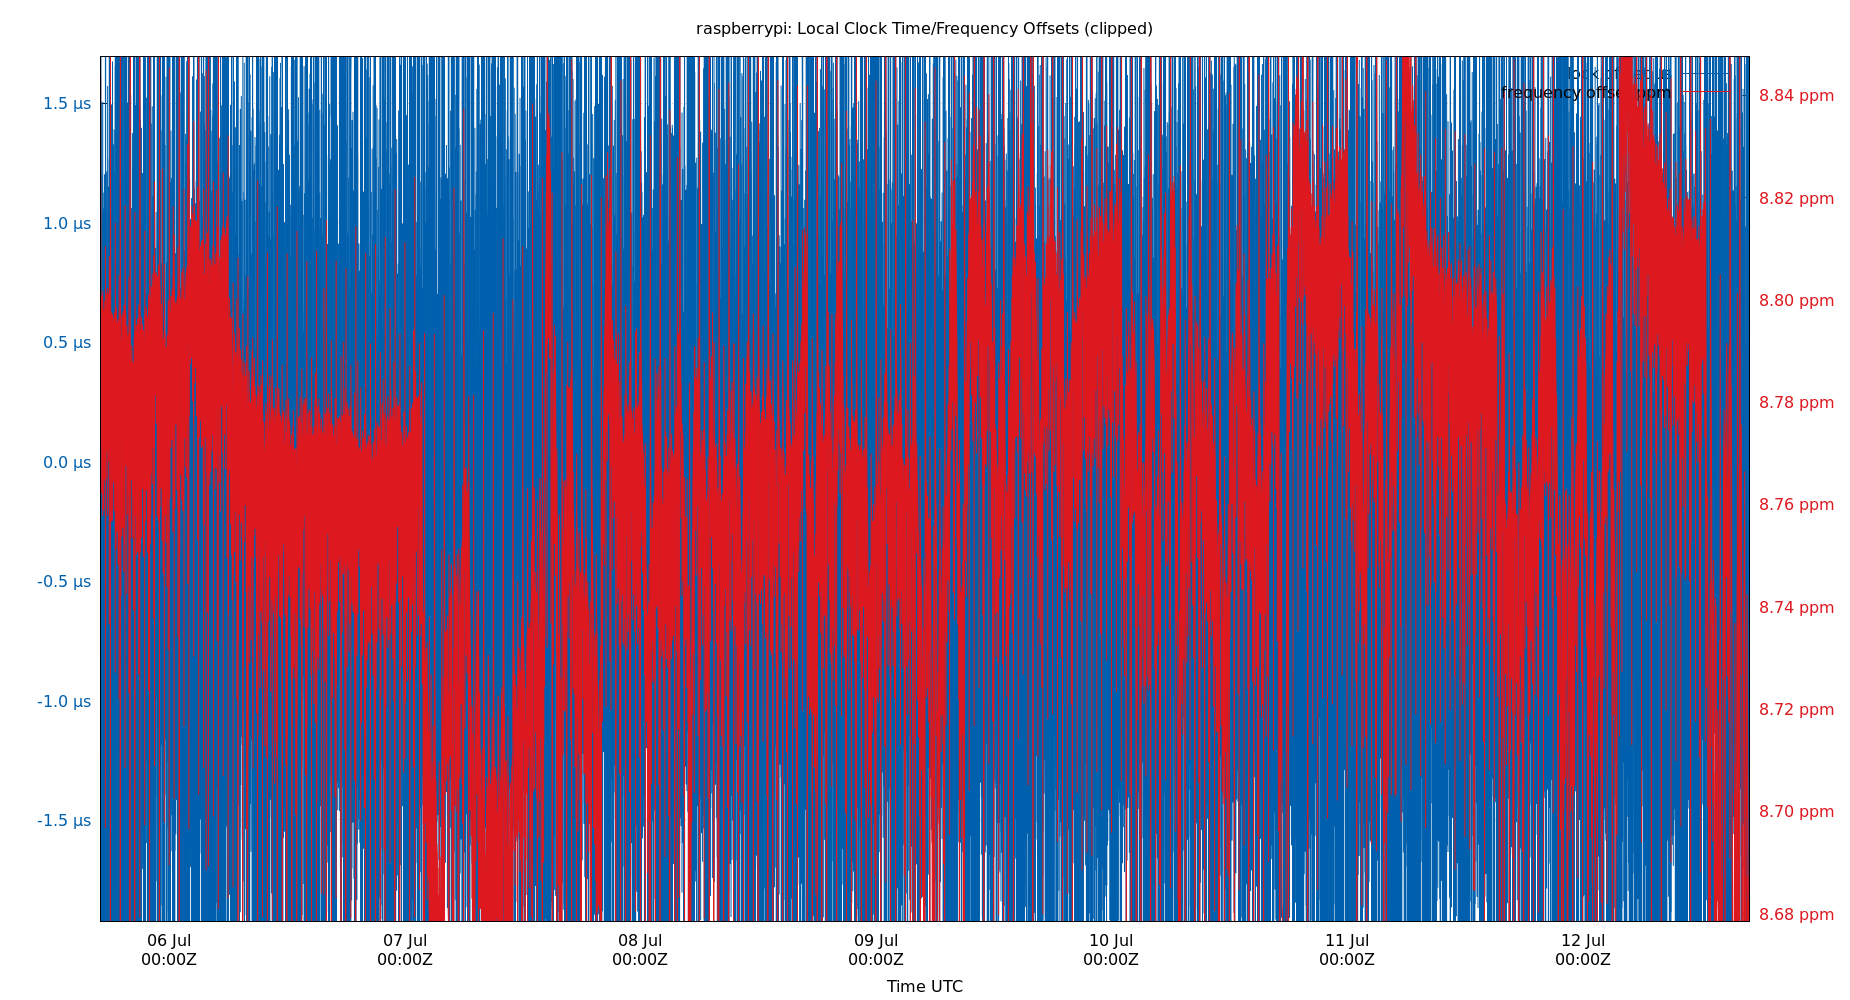 raspberrypi: Local Clock Time/Frequency Offsets (clipped)
frequency offset ppm
1.5 µs
1.0 µs
0.5 µs
0.0 µs
-0.5 µs
-1.0 µs
-1.5 µs
8.84 ppm
8.82 ppm
8.80 ppm
8.78 ppm
8.76 ppm
8.74 ppm
8.72 ppm
8.70 ppm
8.68 ppm
06 Jul
00:00Z
07 Jul
00:00Z
08 Jul
00:00Z
09 Jul
00:00Z
10 Jul
00:00Z
11 Jul
00:00Z
12 Jul
00:00Z
Time UTC